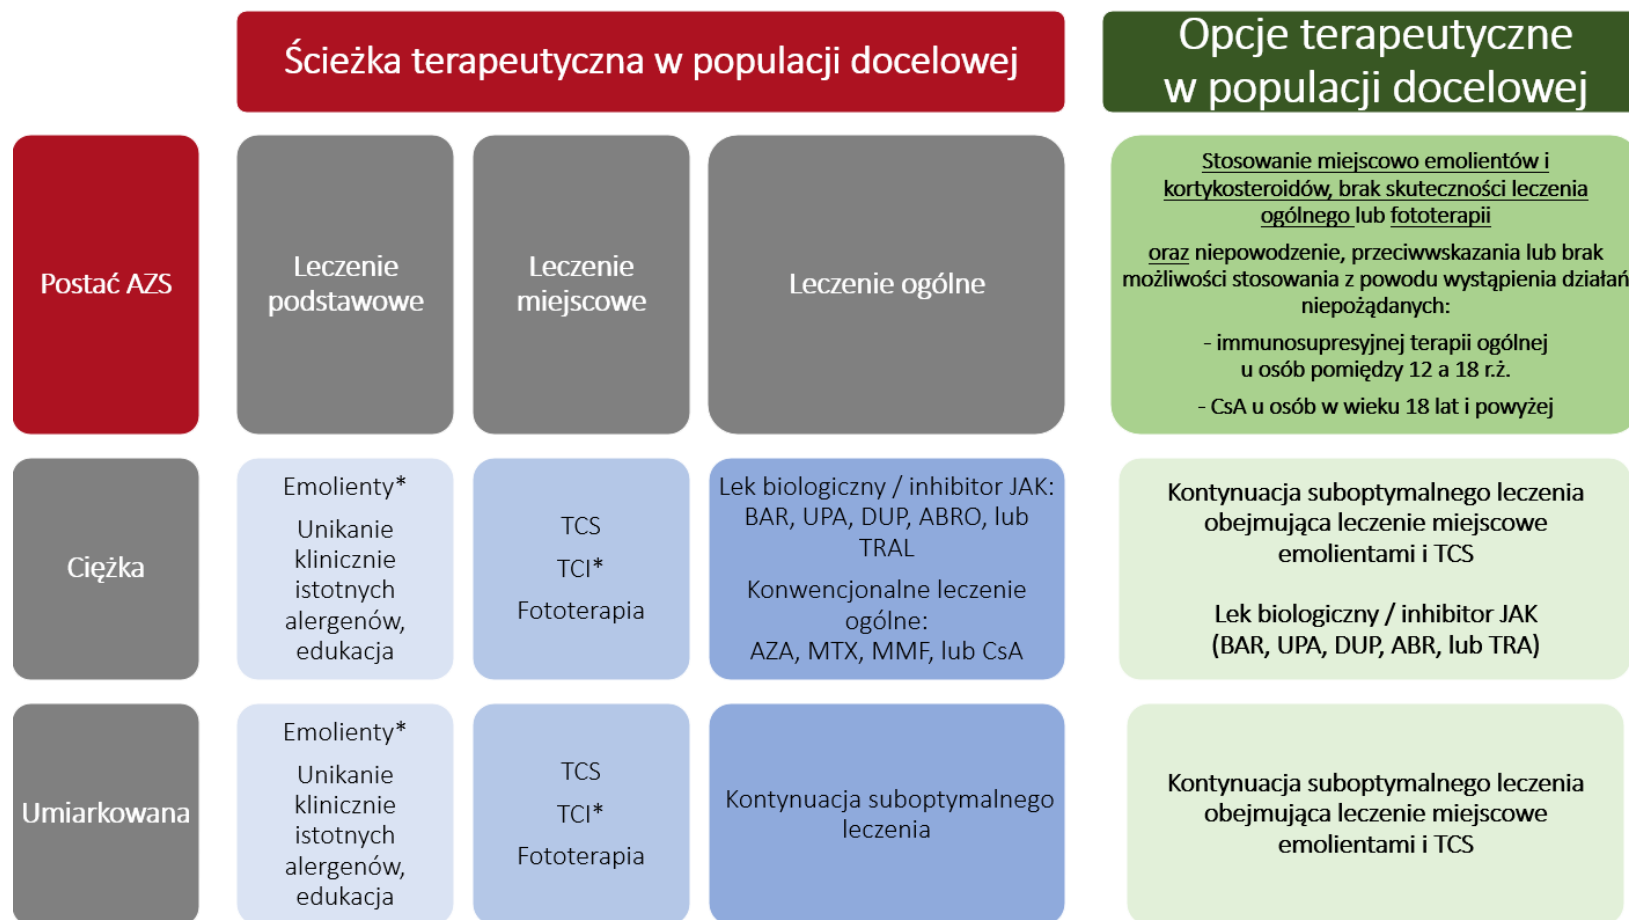 Ścieżka terapeutyczna w populacji docelowej
Opcje terapeutyczne
w populacji docelowej
Postać AZS
Leczenie
podstawowe
Leczenie
miejscowe
Leczenie ogólne
Stosowanie miejscowo emolientów i
kortykosteroidów, brak skuteczności leczenia
ogólnego lub fototerapii
oraz niepowodzenie, przeciwwskazania lub brak
możliwości stosowania z powodu wystąpienia działań
niepożądanych:
- immunosupresyjnej terapii ogólnej
u osób pomiędzy 12 a 18 r.ż.
- CsA u osób w wieku 18 lat i powyżej
Ciężka
Emolienty*
Unikanie
klinicznie
istotnych
alergenów,
edukacja
TCS
TCI*
Fototerapia
Lek biologiczny / inhibitor JAK:
BAR, UPA, DUP, ABRO, lub
TRAL
Konwencjonalne leczenie
ogólne:
AZA, MTX, MMF, lub CsA
Kontynuacja suboptymalnego leczenia
obejmująca leczenie miejscowe
emolientami i TCS
Lek biologiczny / inhibitor JAK
(BAR, UPA, DUP, ABR, lub TRA)
Umiarkowana
Emolienty*
Unikanie
klinicznie
istotnych
alergenów,
edukacja
TCS
TCI*
Fototerapia
Kontynuacja suboptymalnego
leczenia
Kontynuacja suboptymalnego leczenia
obejmująca leczenie miejscowe
emolientami i TCS